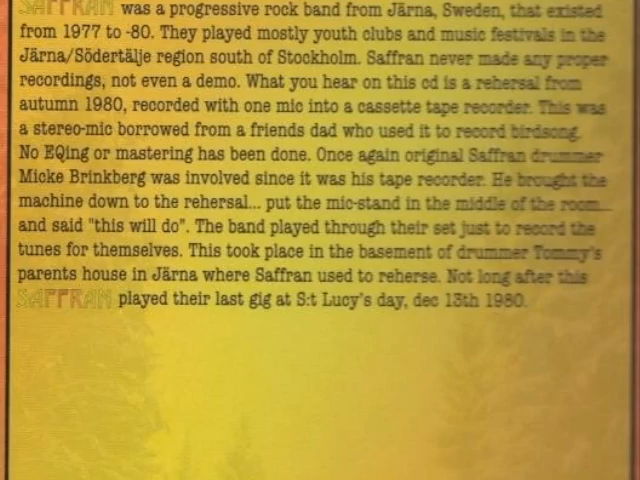 SAFFRAN was a progressive rock band from Järna, Sweden, that existed
from 1977 to -80. They played mostly youth clubs and music festivals in the
Järna/Södertälje region south of Stockholm. Saffran never made any proper
recordings, not even a demo. What you hear on this cd is a rehersal from
autumn 1980, recorded with one mic into a cassette tape recorder. This was
a stereo-mic borrowed from a friends dad who used it to record birdsong.
No EQing or mastering has been done. Once again original Saffran drummer
Micke Brinkberg was involved since it was his tape recorder. He brought the
machine down to the rehersal... put the mic-stand in the middle of the room...
and said "this will do". The band played through their set just to record the
tunes for themselves. This took place in the basement of drummer Tommy's
parents house in Järna where Saffran used to reherse. Not long after this
SAFFRAN played their last gig at S:t Lucy's day, dec 13th 1980.